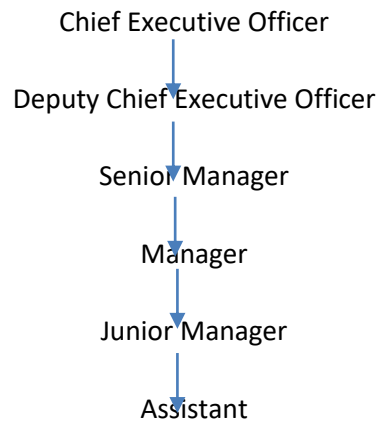 Chief Executive Officer
Deputy Chief Executive Officer
Senior Manager
Manager
Junior Manager
Assistant